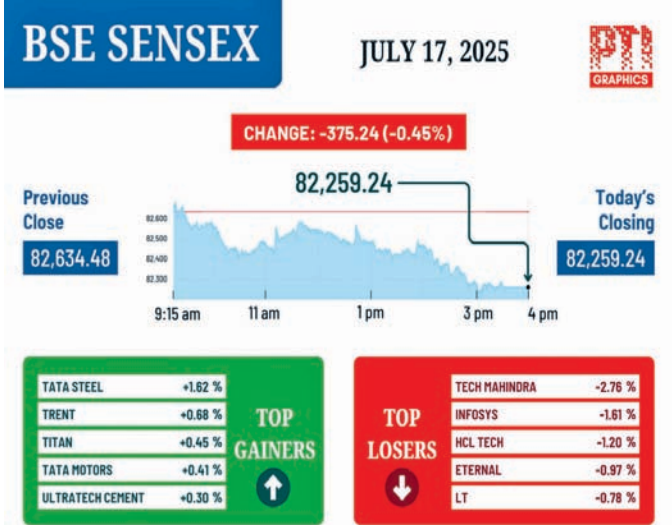 BSE SENSEX
JULY 17, 2025
PTI
GRAPHICS
CHANGE: -375.24 (-0.45%)
82,259.24
Previous
Close
82,634.48
Today's
Closing
82,259.24
82,600
82,500
82,400
82,300
9:15 am 11 am 1 pm 3 pm 4 pm
TATA STEEL +1.62 %
TRENT +0.68 %
TITAN +0.45 %
TATA MOTORS +0.41 %
ULTRATECH CEMENT +0.30 %
TOP
GAINERS
TOP
LOSERS
TECH MAHINDRA -2.76 %
INFOSYS -1.61 %
HCL TECH -1.20 %
ETERNAL -0.97 %
LT -0.78 %